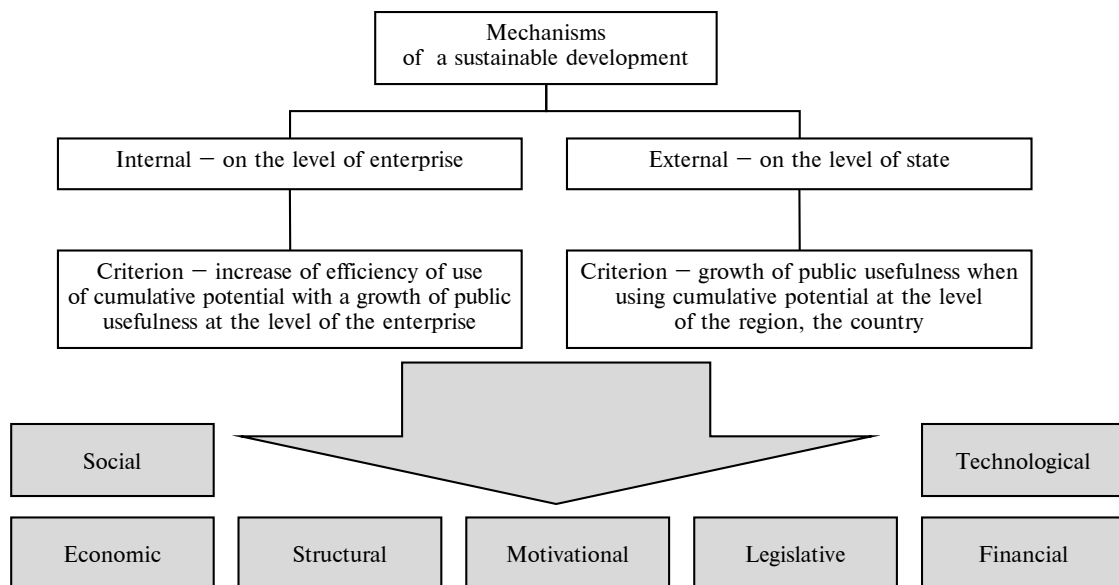 Mechanisms
of a sustainable development
Internal – on the level of enterprise
External – on the level of state
Criterion – increase of efficiency of use
of cumulative potential with a growth of public
usefulness at the level of the enterprise
Criterion – growth of public usefulness when
using cumulative potential at the level
of the region, the country
Social
Technological
Economic
Structural
Motivational
Legislative
Financial